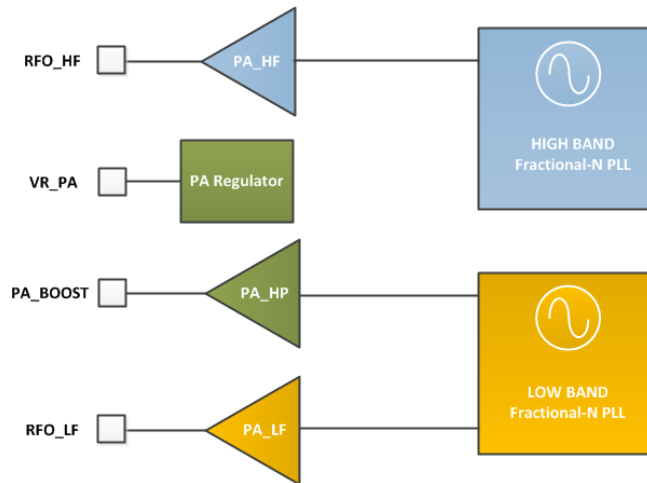 RFO_HF
PA_HF
HIGH BAND
Fractional-N PLL
VR_PA
PA Regulator
PA_BOOST
PA_HP
LOW BAND
Fractional-N PLL
RFO_LF
PA_LF